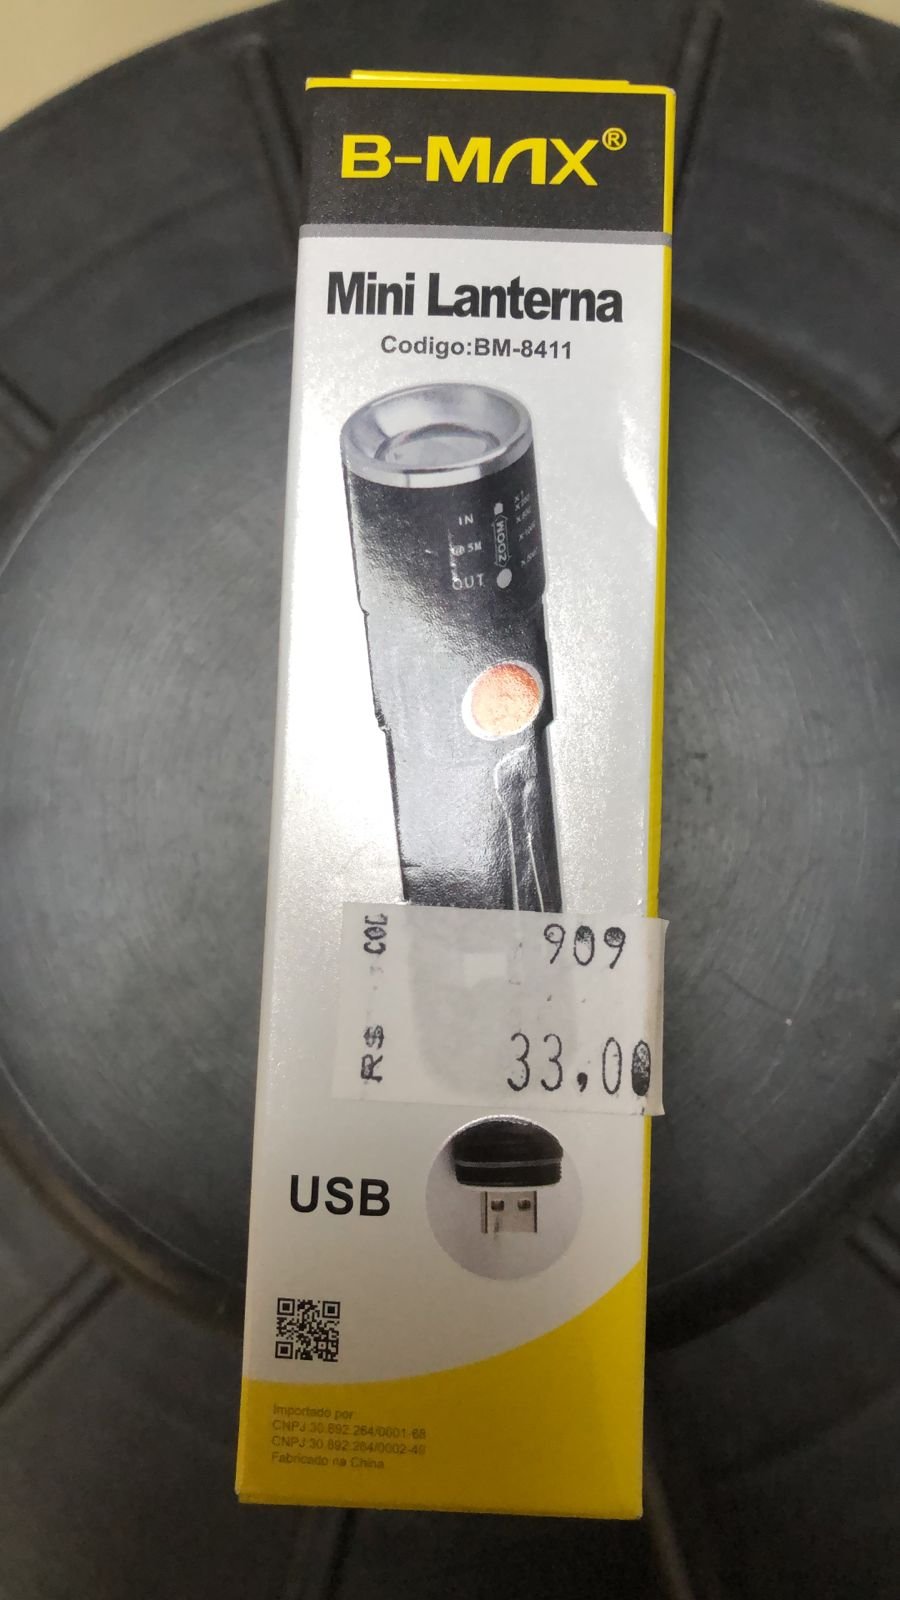 B-MAX®
Mini Lanterna
Codigo:BM-8411
IN
ZOOM
OUT
COD 909
R$ 33,00
USB
Importado por
CNPJ 30.892.264/0001-68
CNPJ 30.892.264/0002-49
Fabricado na China